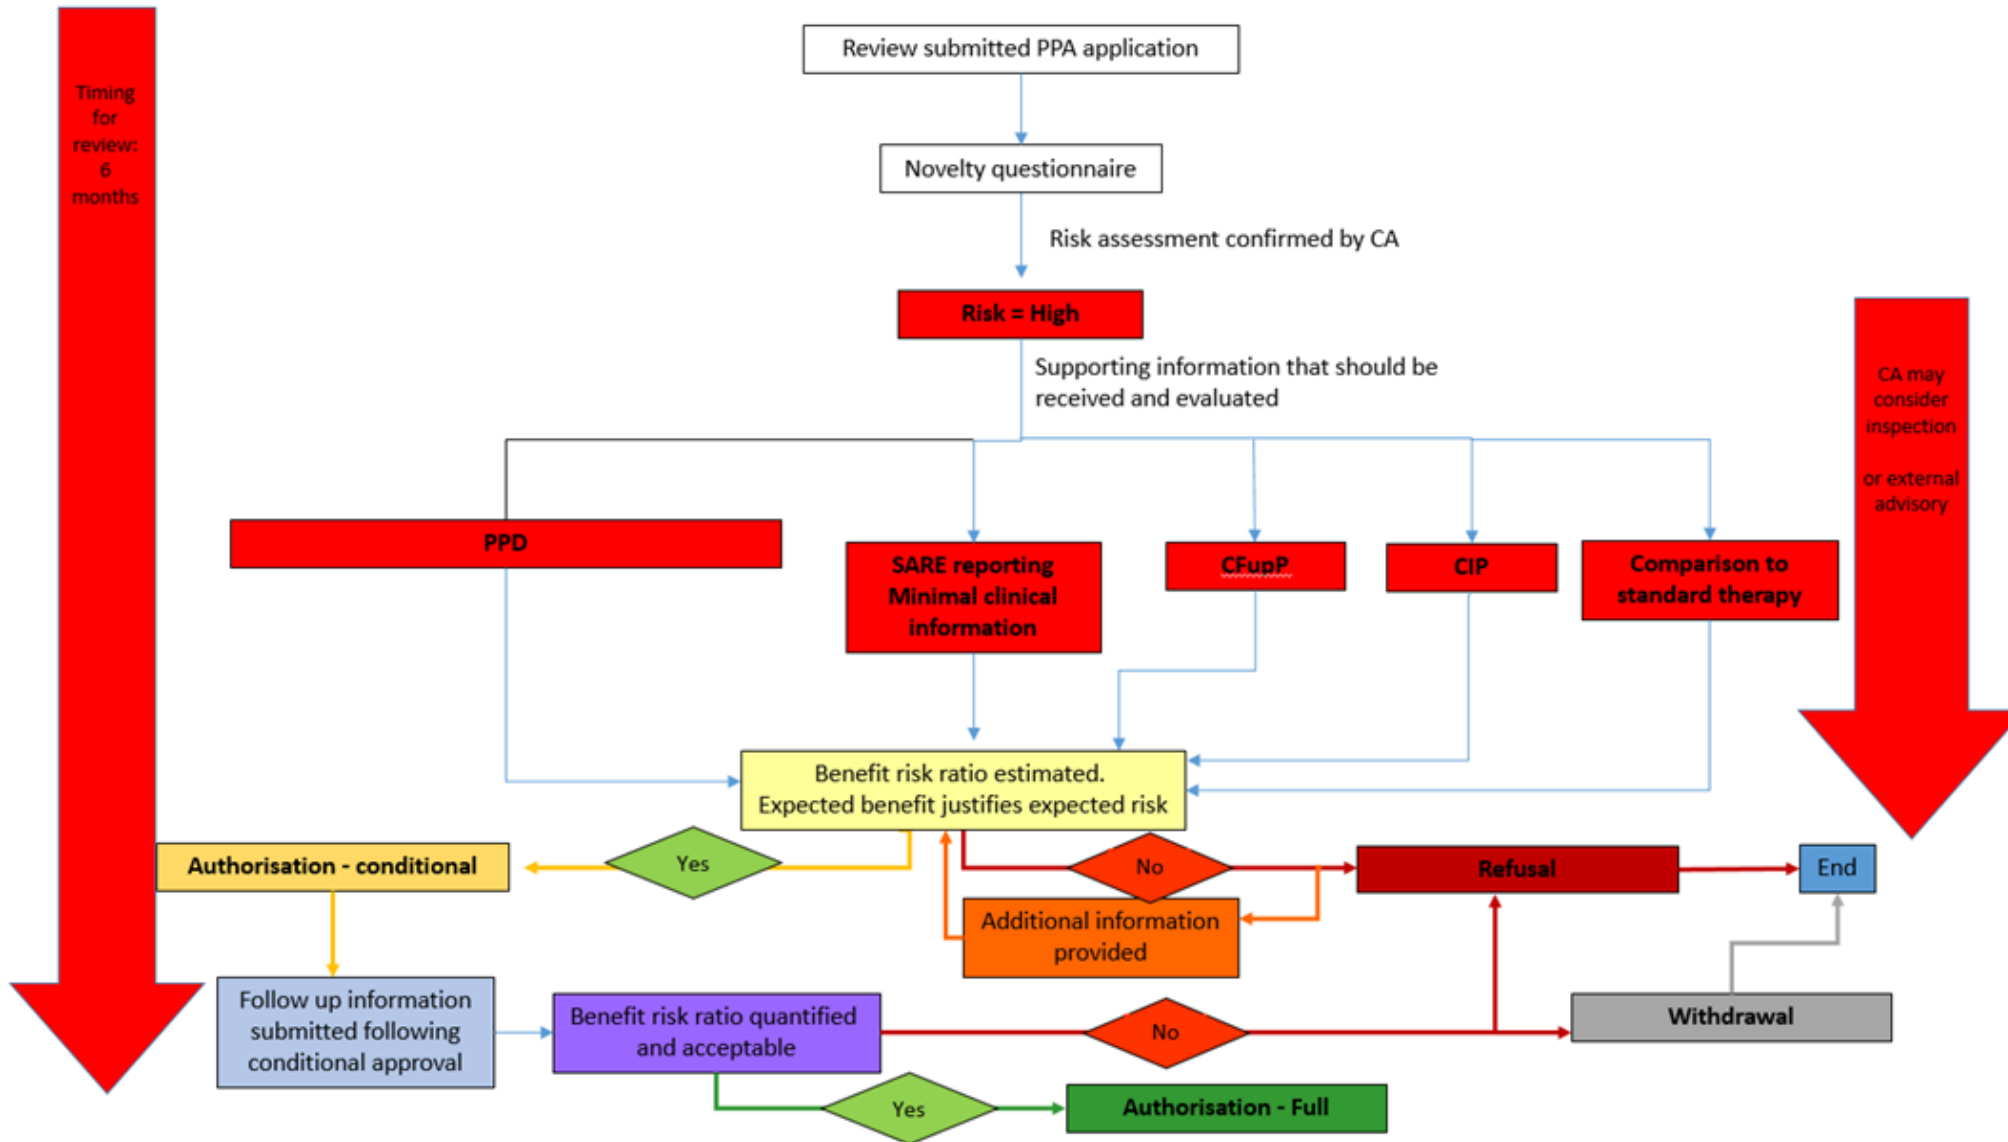 Review submitted PPA application
Timing
for
review:
6
months
Novelty questionnaire
Risk assessment confirmed by CA
Risk = High
Supporting information that should be
received and evaluated
CA may
consider
inspection
or external
advisory
PPD
SARE reporting
Minimal clinical
information
CFupP
CIP
Comparison to
standard therapy
Benefit risk ratio estimated.
Expected benefit justifies expected risk
Authorisation - conditional
Yes
No
Refusal
End
Additional information
provided
Follow up information
submitted following
conditional approval
Benefit risk ratio quantified
and acceptable
No
Withdrawal
Yes
Authorisation - Full